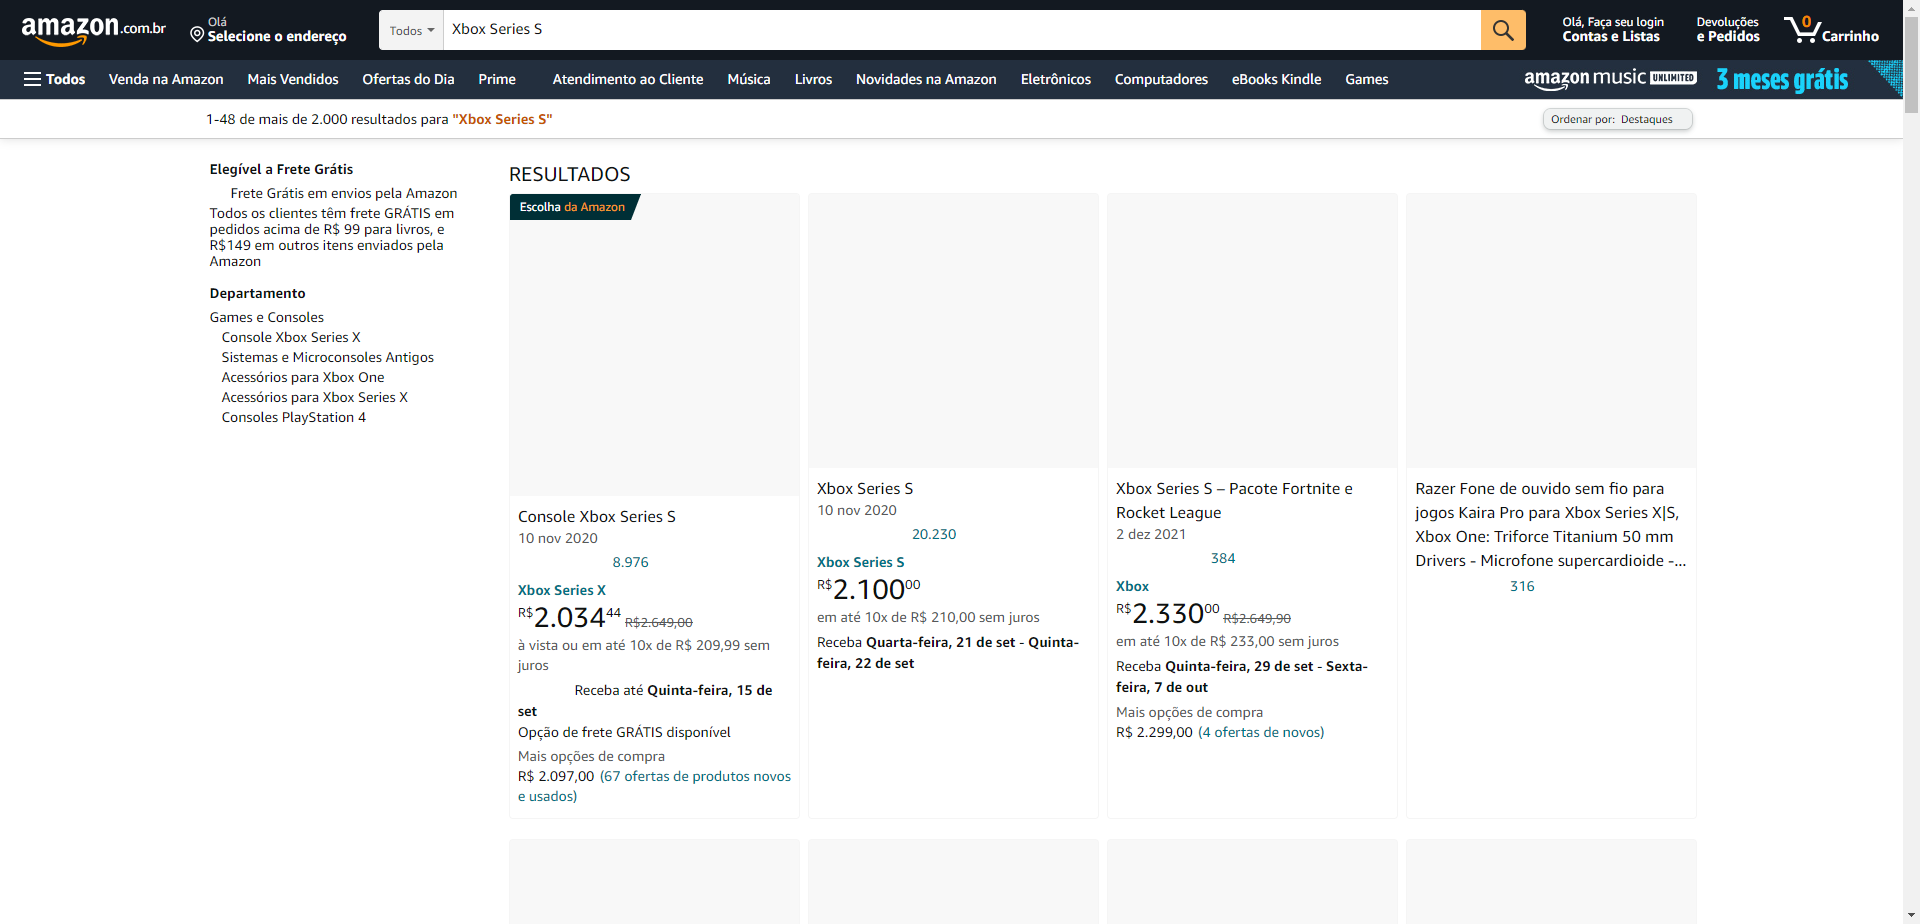 amazon.com.br
Olá
Selecione o endereço
Todos
Xbox Series S
Olá, Faça seu login
Contas e Listas
Devoluções
e Pedidos
0
Carrinho
Todos
Venda na Amazon
Mais Vendidos
Ofertas do Dia
Prime
Atendimento ao Cliente
Música
Livros
Novidades na Amazon
Eletrônicos
Computadores
eBooks Kindle
Games
amazon music UNLIMITED
3 meses grátis
1-48 de mais de 2.000 resultados para "Xbox Series S"
Ordenar por: Destaques
Elegível a Frete Grátis
Frete Grátis em envios pela Amazon
Todos os clientes têm frete GRÁTIS em
pedidos acima de R$ 99 para livros, e
R$149 em outros itens enviados pela
Amazon
Departamento
Games e Consoles
Console Xbox Series X
Sistemas e Microconsoles Antigos
Acessórios para Xbox One
Acessórios para Xbox Series X
Consoles PlayStation 4
RESULTADOS
Escolha da Amazon
Console Xbox Series S
10 nov 2020
8.976
Xbox Series X
R$2.03444 R$2.649,00
à vista ou em até 10x de R$ 209,99 sem
juros
Receba até Quinta-feira, 15 de
set
Opção de frete GRÁTIS disponível
Mais opções de compra
R$ 2.097,00 (67 ofertas de produtos novos
e usados)
Xbox Series S
10 nov 2020
20.230
Xbox Series S
R$2.10000
em até 10x de R$ 210,00 sem juros
Receba Quarta-feira, 21 de set - Quinta-
feira, 22 de set
Xbox Series S – Pacote Fortnite e
Rocket League
2 dez 2021
384
Xbox
R$2.33000 R$2.649,90
em até 10x de R$ 233,00 sem juros
Receba Quinta-feira, 29 de set - Sexta-
feira, 7 de out
Mais opções de compra
R$ 2.299,00 (4 ofertas de novos)
Razer Fone de ouvido sem fio para
jogos Kaira Pro para Xbox Series X|S,
Xbox One: Triforce Titanium 50 mm
Drivers - Microfone supercardioide -...
316